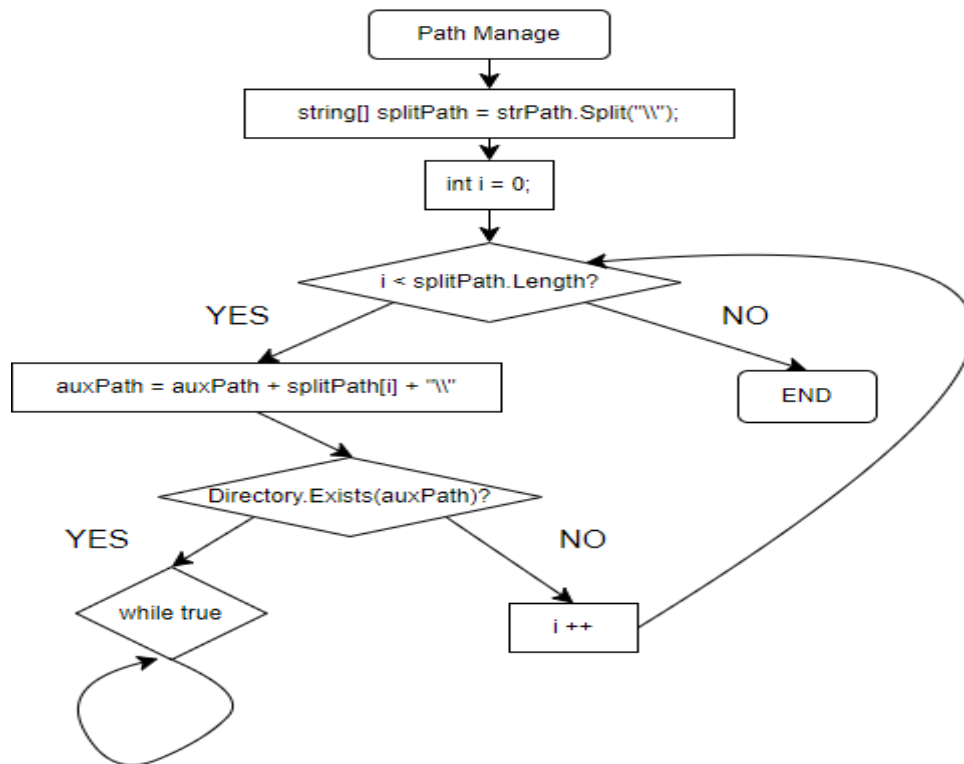 Path Manage
string[] splitPath = strPath.Split("\\");
int i = 0;
i < splitPath.Length?
YES
NO
auxPath = auxPath + splitPath[i] + "\\"
END
Directory.Exists(auxPath)?
YES
NO
while true
i ++